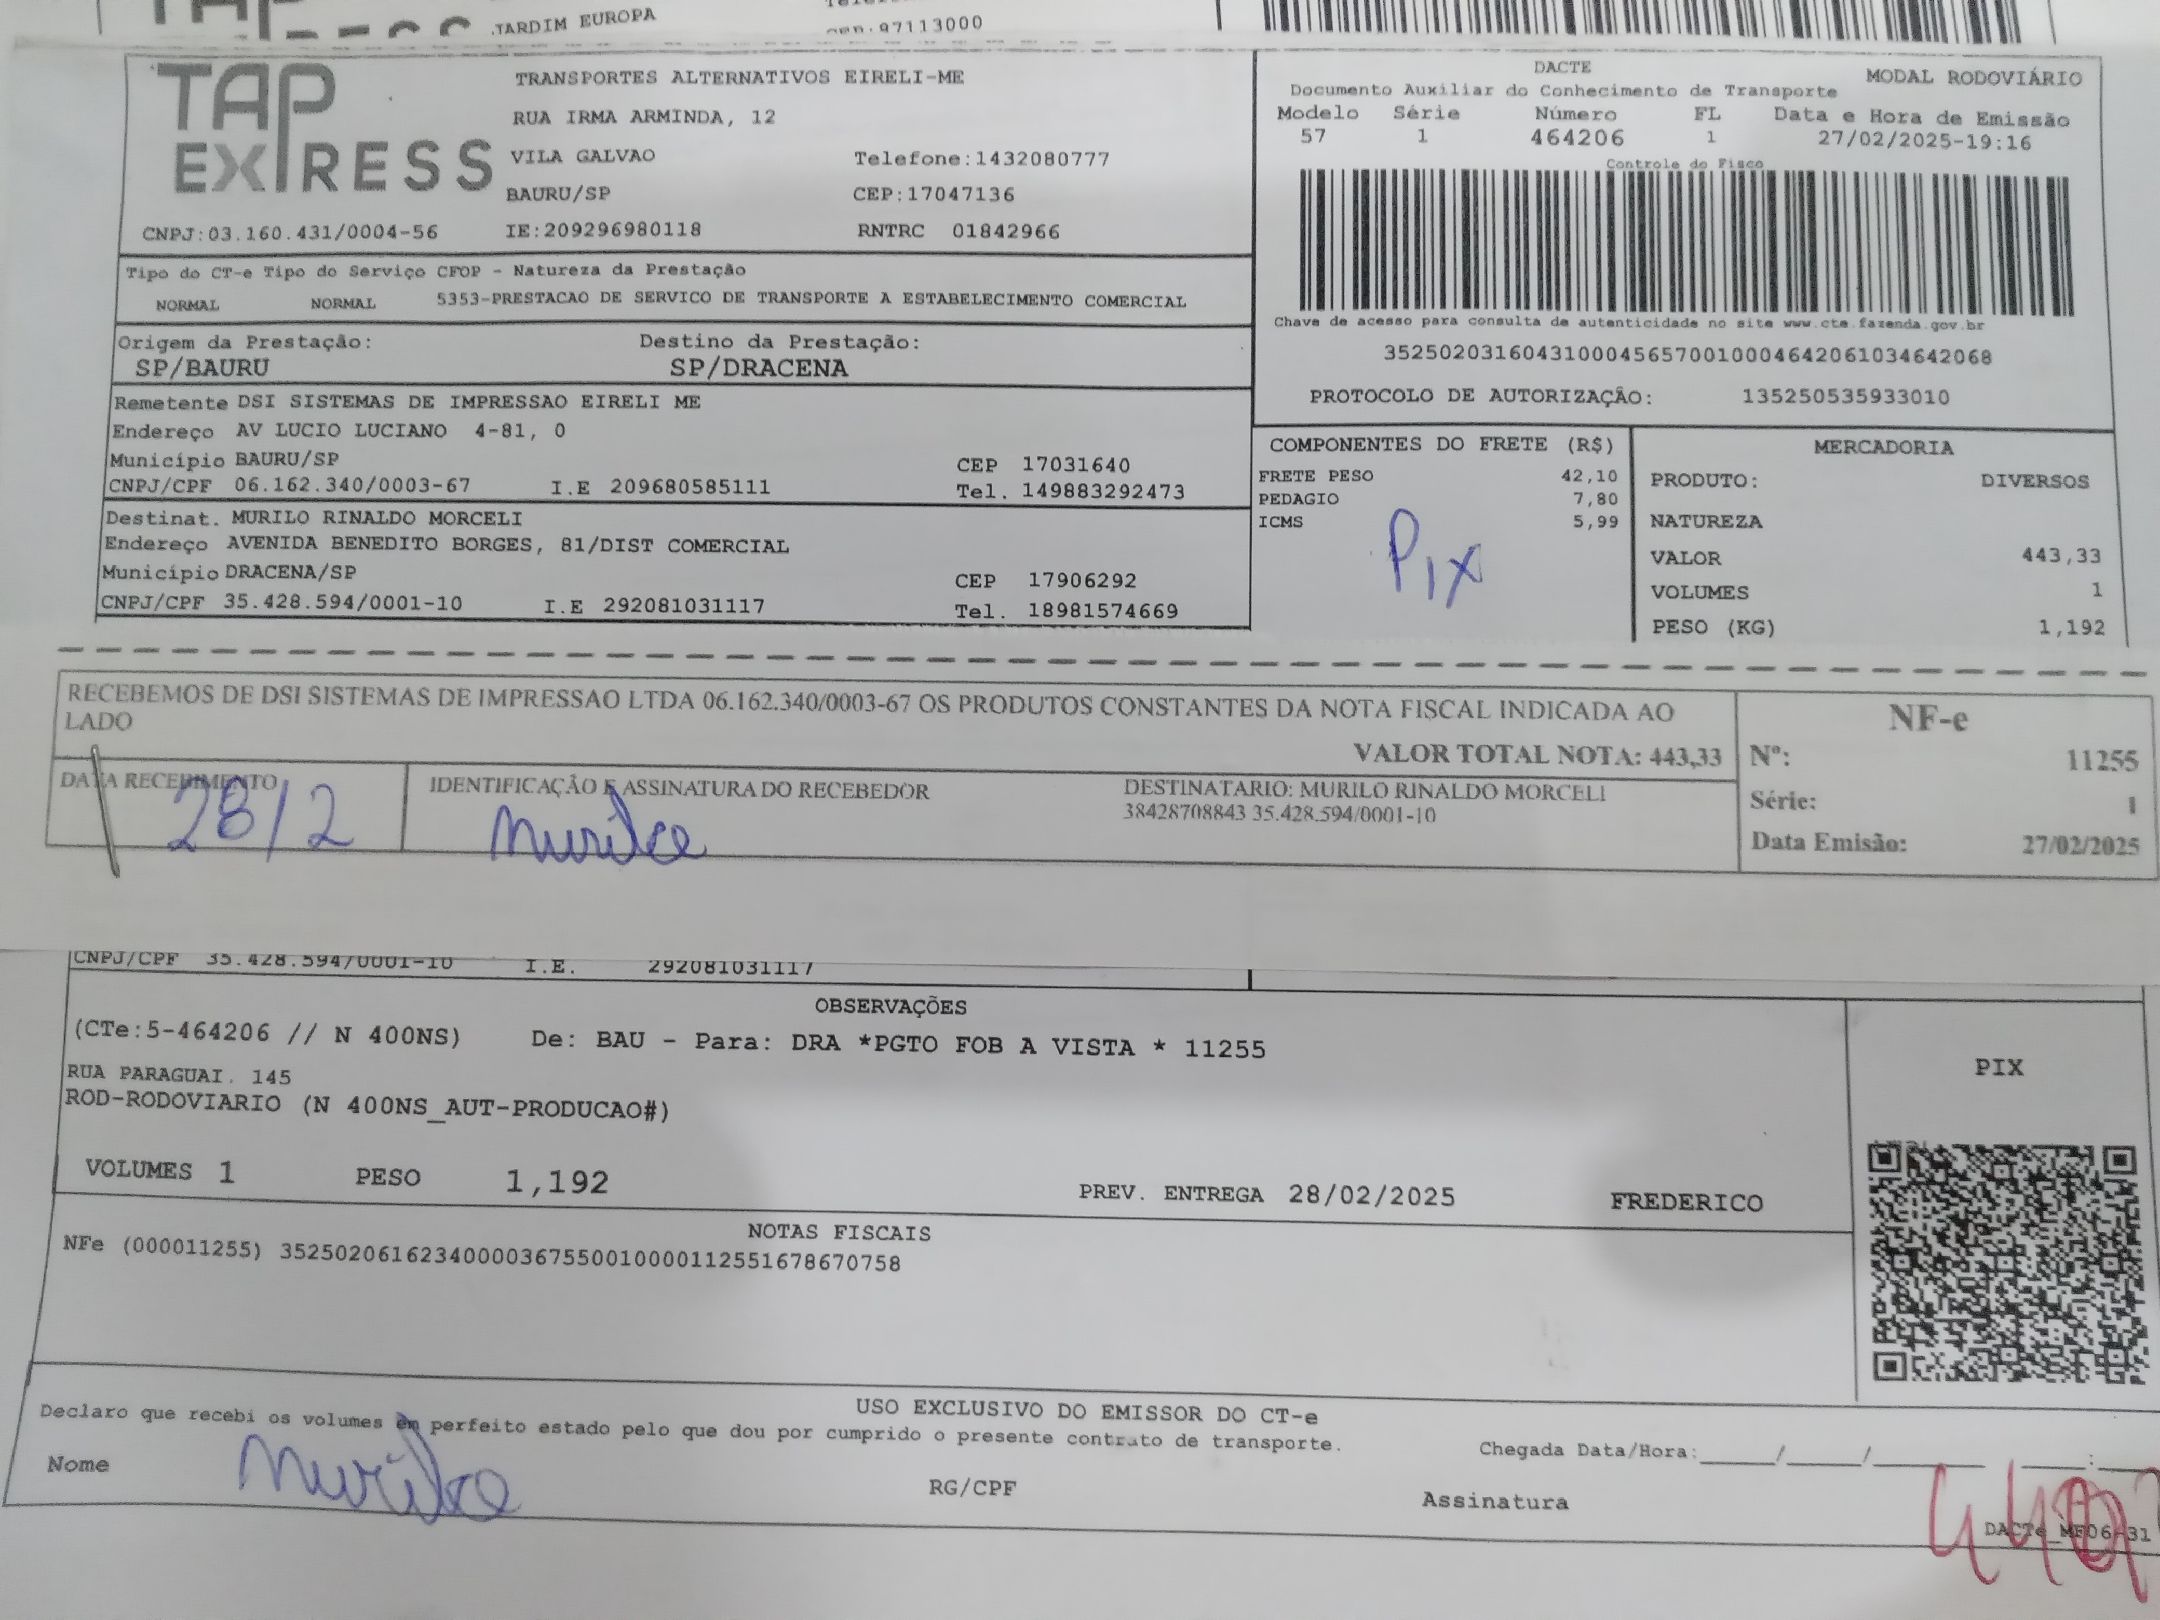 JARDIM EUROPA
CEP:97113000
TAP
EXPRESS
TRANSPORTES ALTERNATIVOS EIRELI-ME
RUA IRMA ARMINDA, 12
VILA GALVAO Telefone:1432080777
BAURU/SP CEP:17047136
CNPJ:03.160.431/0004-56 IE:209296980118 RNTRC 01842966
DACTE MODAL RODOVIÁRIO
Documento Auxiliar do Conhecimento de Transporte
Modelo Série Número FL Data e Hora de Emissão
57 1 464206 1 27/02/2025-19:16
Controle do Fisco
Chave de acesso para consulta de autenticidade no site www.cte.fazenda.gov.br
35250203160431000456570010004642061034642068
PROTOCOLO DE AUTORIZAÇÃO: 135250535933010
Tipo do CT-e Tipo do Serviço CFOP - Natureza da Prestação
NORMAL NORMAL 5353-PRESTACAO DE SERVICO DE TRANSPORTE A ESTABELECIMENTO COMERCIAL
Origem da Prestação: Destino da Prestação:
SP/BAURU SP/DRACENA
Remetente DSI SISTEMAS DE IMPRESSAO EIRELI ME
Endereço AV LUCIO LUCIANO 4-81, 0
Município BAURU/SP CEP 17031640
CNPJ/CPF 06.162.340/0003-67 I.E 209680585111 Tel. 149883292473
Destinat. MURILO RINALDO MORCELI
Endereço AVENIDA BENEDITO BORGES, 81/DIST COMERCIAL
Município DRACENA/SP CEP 17906292
CNPJ/CPF 35.428.594/0001-10 I.E 292081031117 Tel. 18981574669
COMPONENTES DO FRETE (R$)
FRETE PESO 42,10
PEDAGIO 7,80
ICMS 5,99
Pix
MERCADORIA
PRODUTO: DIVERSOS
NATUREZA
VALOR 443,33
VOLUMES 1
PESO (KG) 1,192
RECEBEMOS DE DSI SISTEMAS DE IMPRESSAO LTDA 06.162.340/0003-67 OS PRODUTOS CONSTANTES DA NOTA FISCAL INDICADA AO
LADO
VALOR TOTAL NOTA: 443,33
DATA RECEBIMENTO
28/2
IDENTIFICAÇÃO E ASSINATURA DO RECEBEDOR
DESTINATARIO: MURILO RINALDO MORCELI
38428708843 35.428.594/0001-10
NF-e
Nº: 11255
Série: 1
Data Emissão: 27/02/2025
CNPJ/CPF 35.428.594/0001-10 I.E. 292081031117
OBSERVAÇÕES
(CTe:5-464206 // N 400NS) De: BAU - Para: DRA *PGTO FOB A VISTA * 11255
RUA PARAGUAI. 145
ROD-RODOVIARIO (N 400NS_AUT-PRODUCAO#)
VOLUMES 1 PESO 1,192 PREV. ENTREGA 28/02/2025 FREDERICO
PIX
NOTAS FISCAIS
NFe (000011255) 35250206162340000367550010000112551678670758
USO EXCLUSIVO DO EMISSOR DO CT-e
Declaro que recebi os volumes em perfeito estado pelo que dou por cumprido o presente contrato de transporte.
Chegada Data/Hora:_____/_____/_______ ____:____
Nome RG/CPF Assinatura